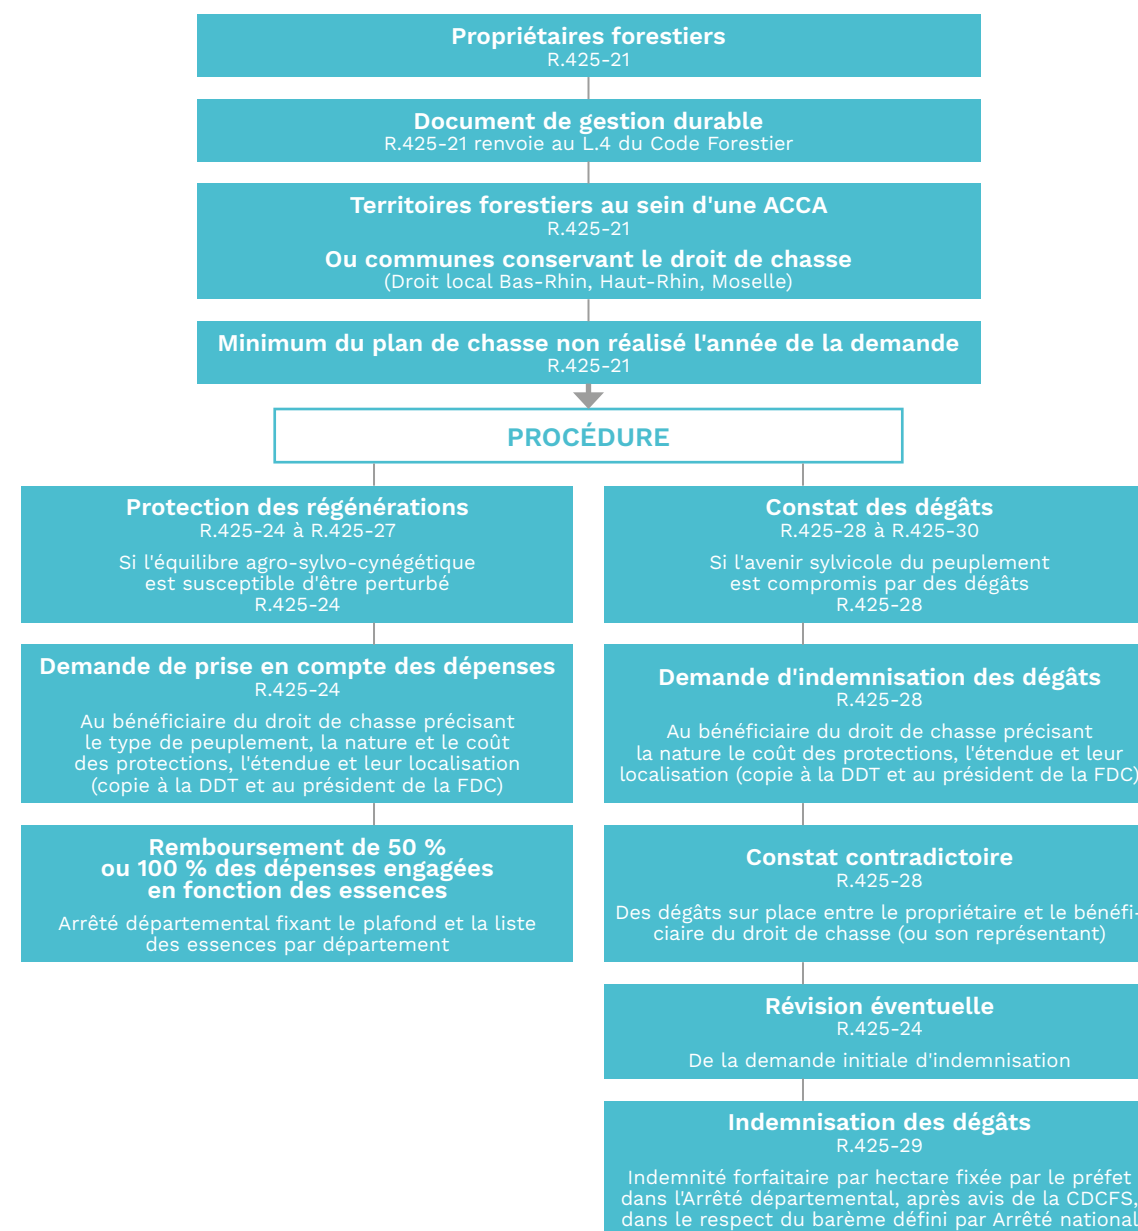 Propriétaires forestiers
R.425-21
Document de gestion durable
R.425-21 renvoie au L.4 du Code Forestier
Territoires forestiers au sein d'une ACCA
R.425-21
Ou communes conservant le droit de chasse
(Droit local Bas-Rhin, Haut-Rhin, Moselle)
Minimum du plan de chasse non réalisé l'année de la demande
R.425-21
PROCÉDURE
Protection des régénérations
R.425-24 à R.425-27
Si l'équilibre agro-sylvo-cynégétique
est susceptible d'être perturbé
R.425-24
Demande de prise en compte des dépenses
R.425-24
Au bénéficiaire du droit de chasse précisant
le type de peuplement, la nature et le coût
des protections, l'étendue et leur localisation
(copie à la DDT et au président de la FDC)
Remboursement de 50 %
ou 100 % des dépenses engagées
en fonction des essences
Arrêté départemental fixant le plafond et la liste
des essences par département
Constat des dégâts
R.425-28 à R.425-30
Si l'avenir sylvicole du peuplement
est compromis par des dégâts
R.425-28
Demande d'indemnisation des dégâts
R.425-28
Au bénéficiaire du droit de chasse précisant
la nature le coût des protections, l'étendue et leur
localisation (copie à la DDT et au président de la FDC)
Constat contradictoire
R.425-28
Des dégâts sur place entre le propriétaire et le bénéfi-
ciaire du droit de chasse (ou son représentant)
Révision éventuelle
R.425-24
De la demande initiale d'indemnisation
Indemnisation des dégâts
R.425-29
Indemnité forfaitaire par hectare fixée par le préfet
dans l'Arrêté départemental, après avis de la CDCFS,
dans le respect du barème défini par Arrêté national